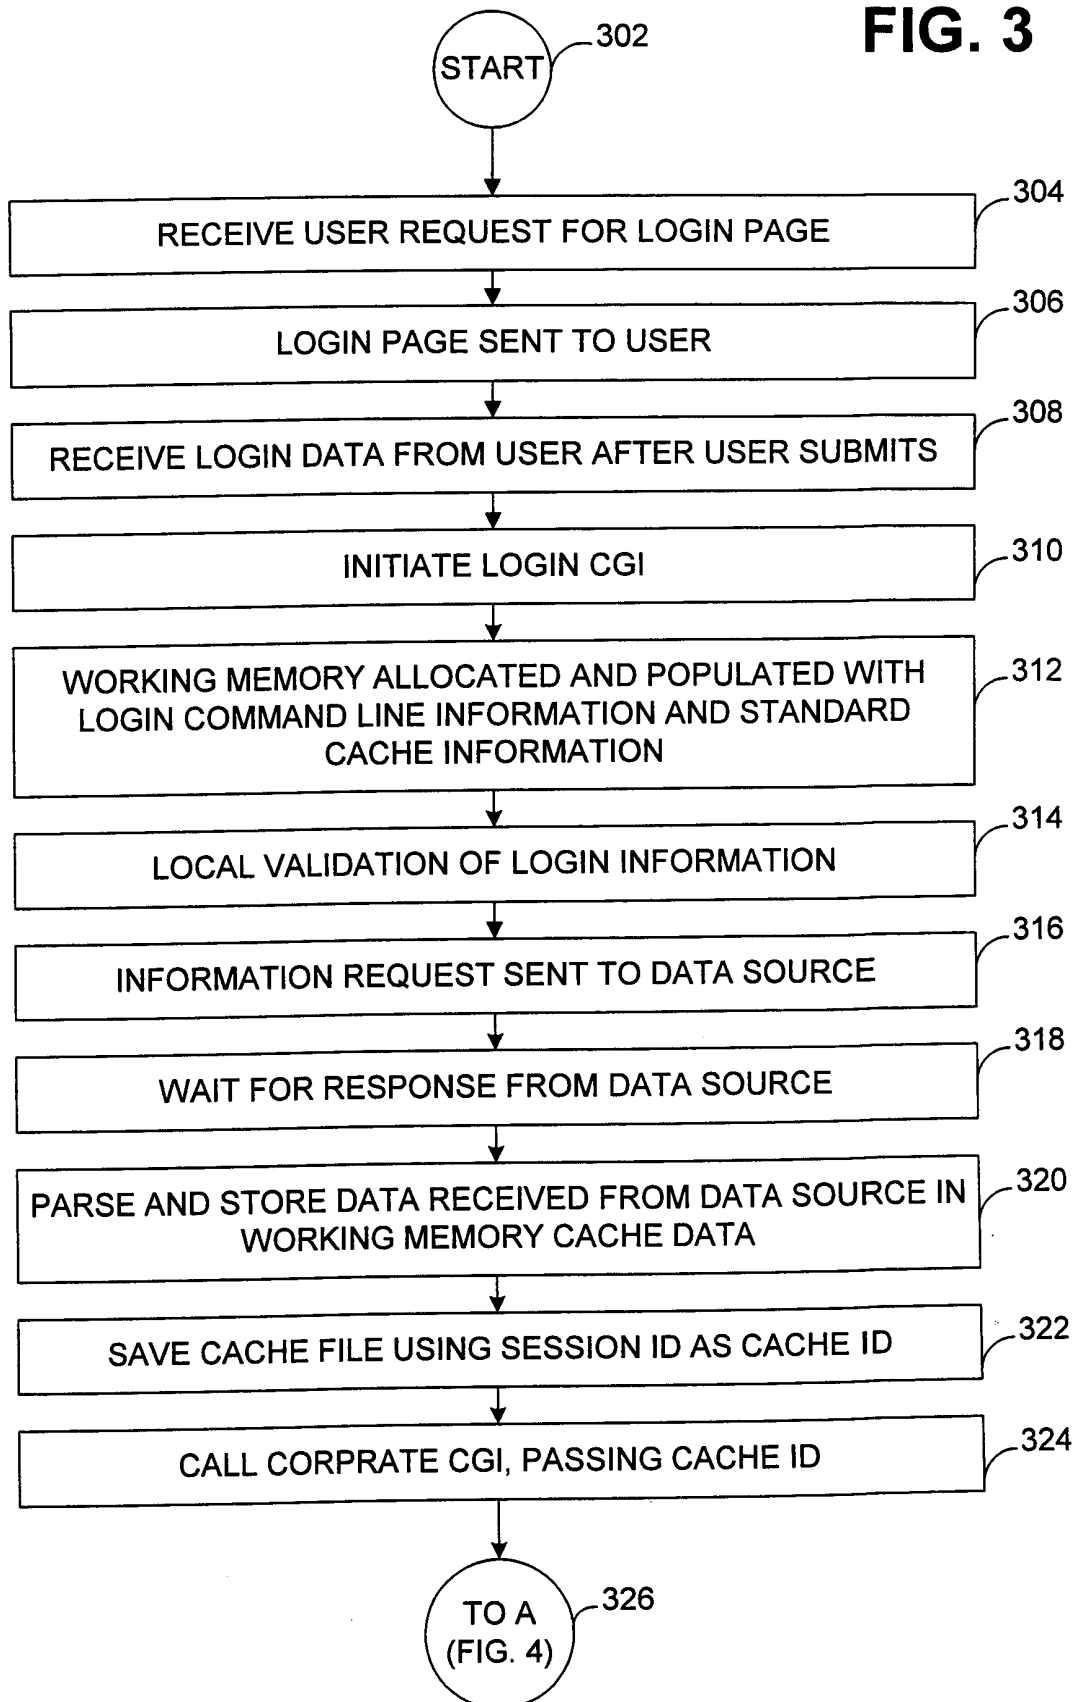 FIG. 3
START
302
RECEIVE USER REQUEST FOR LOGIN PAGE
304
LOGIN PAGE SENT TO USER
306
RECEIVE LOGIN DATA FROM USER AFTER USER SUBMITS
308
INITIATE LOGIN CGI
310
WORKING MEMORY ALLOCATED AND POPULATED WITH
LOGIN COMMAND LINE INFORMATION AND STANDARD
CACHE INFORMATION
312
LOCAL VALIDATION OF LOGIN INFORMATION
314
INFORMATION REQUEST SENT TO DATA SOURCE
316
WAIT FOR RESPONSE FROM DATA SOURCE
318
PARSE AND STORE DATA RECEIVED FROM DATA SOURCE IN
WORKING MEMORY CACHE DATA
320
SAVE CACHE FILE USING SESSION ID AS CACHE ID
322
CALL CORPRATE CGI, PASSING CACHE ID
324
TO A
(FIG. 4)
326